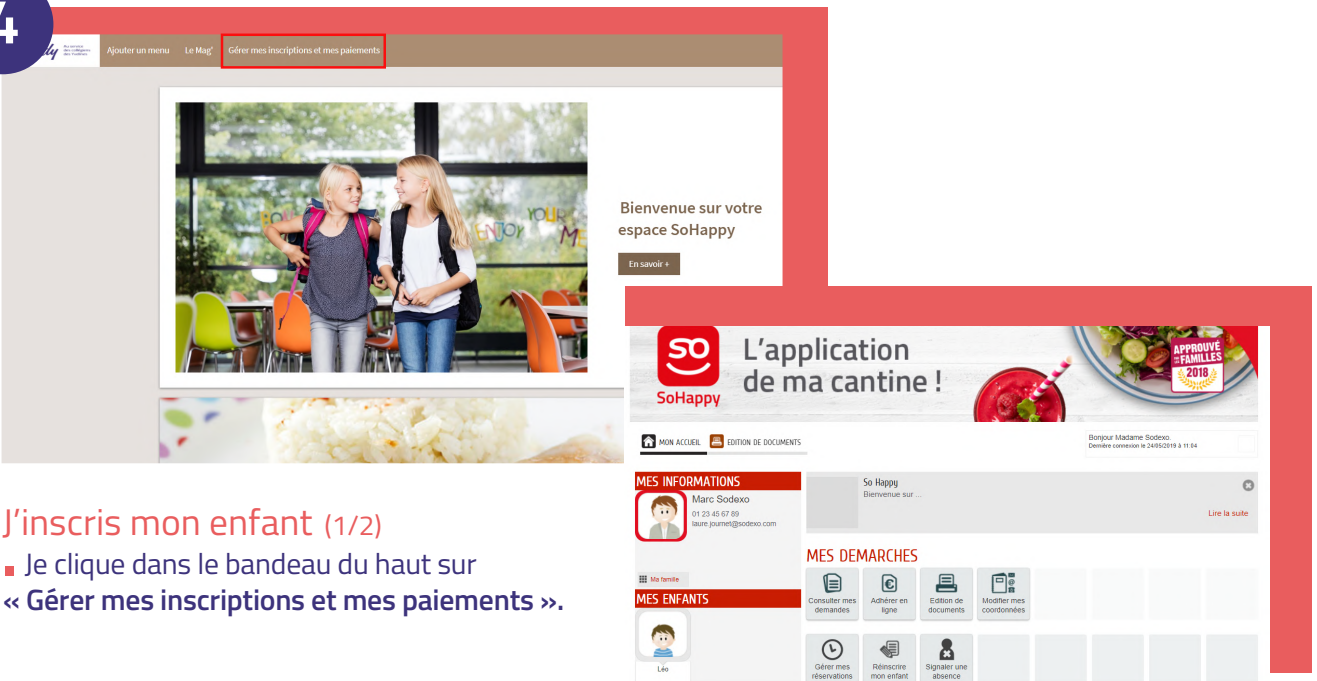 4
Ajouter un menu Le Mag' Gérer mes inscriptions et mes paiements
YOUR
ENJOY
ME
Bienvenue sur votre
espace SoHappy
En savoir +
J'inscris mon enfant (1/2)
Je clique dans le bandeau du haut sur
« Gérer mes inscriptions et mes paiements ».
SO
SoHappy
L'application
de ma cantine !
APPROUVÉ
FAMILLES
2018
MON ACCUEIL EDITION DE DOCUMENTS
Bonjour Madame Sodexo.
Dernière connexion le 24/05/2019 à 11:04
MES INFORMATIONS
Marc Sodexo
01 23 45 67 89
laure.journet@sodexo.com
Ma famille
MES ENFANTS
Léo
So Happy
Bienvenue sur ...
Lire la suite
MES DEMARCHES
Consulter mes
demandes
Adhérer en
ligne
Edition de
documents
Modifier mes
coordonnées
Gérer mes
réservations
Réinscrire
mon enfant
Signaler une
absence